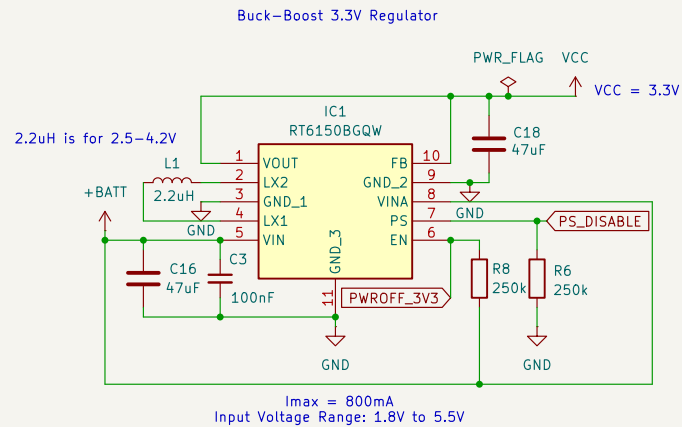 Buck-Boost 3.3V Regulator
PWR_FLAG VCC
VCC = 3.3V
IC1
RT6150BGQW
C18
47uF
2.2uH is for 2.5-4.2V
L1
2.2uH
+BATT
1 VOUT FB 10
2 LX2 GND_2 9
3 GND_1 VINA 8
4 LX1 PS 7
5 VIN EN 6
GND_3
11
GND
GND
PS_DISABLE
C16
47uF
C3
100nF
PWROFF_3V3
R8
250k
R6
250k
GND
GND
Imax = 800mA
Input Voltage Range: 1.8V to 5.5V